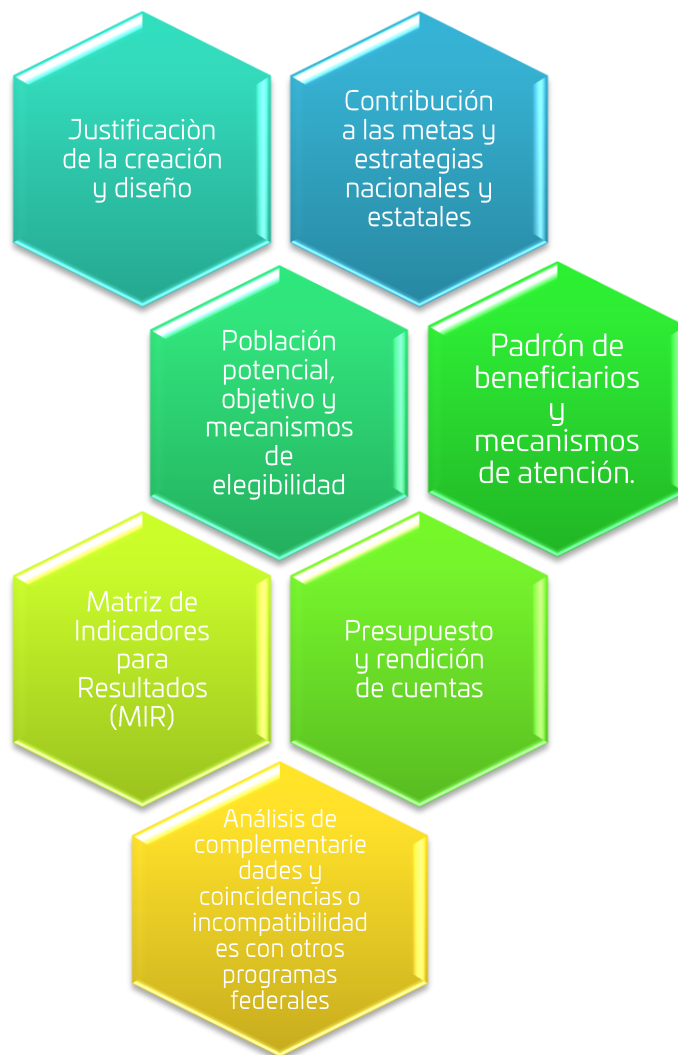 Justificaciòn
de la creación
y diseño
Contribución
a las metas y
estrategias
nacionales y
estatales
Población
potencial,
objetivo y
mecanismos
de
elegibilidad
Padrón de
beneficiarios
y
mecanismos
de atención.
Matriz de
Indicadores
para
Resultados
(MIR)
Presupuesto
y rendición
de cuentas
Análisis de
complementarie
dades y
coincidencias o
incompatibilidad
es con otros
programas
federales